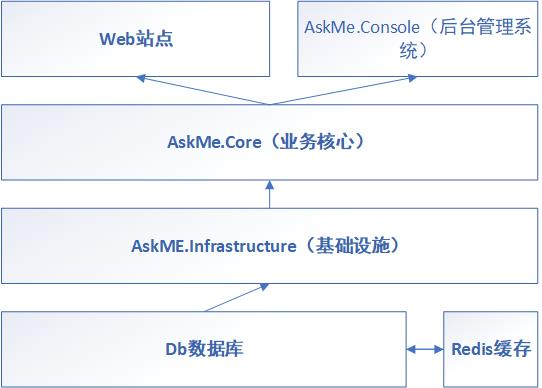 Web站点
AskMe.Console（后台管理系
统）
AskMe.Core（业务核心）
AskME.Infrastructure（基础设施）
Db数据库
Redis缓存